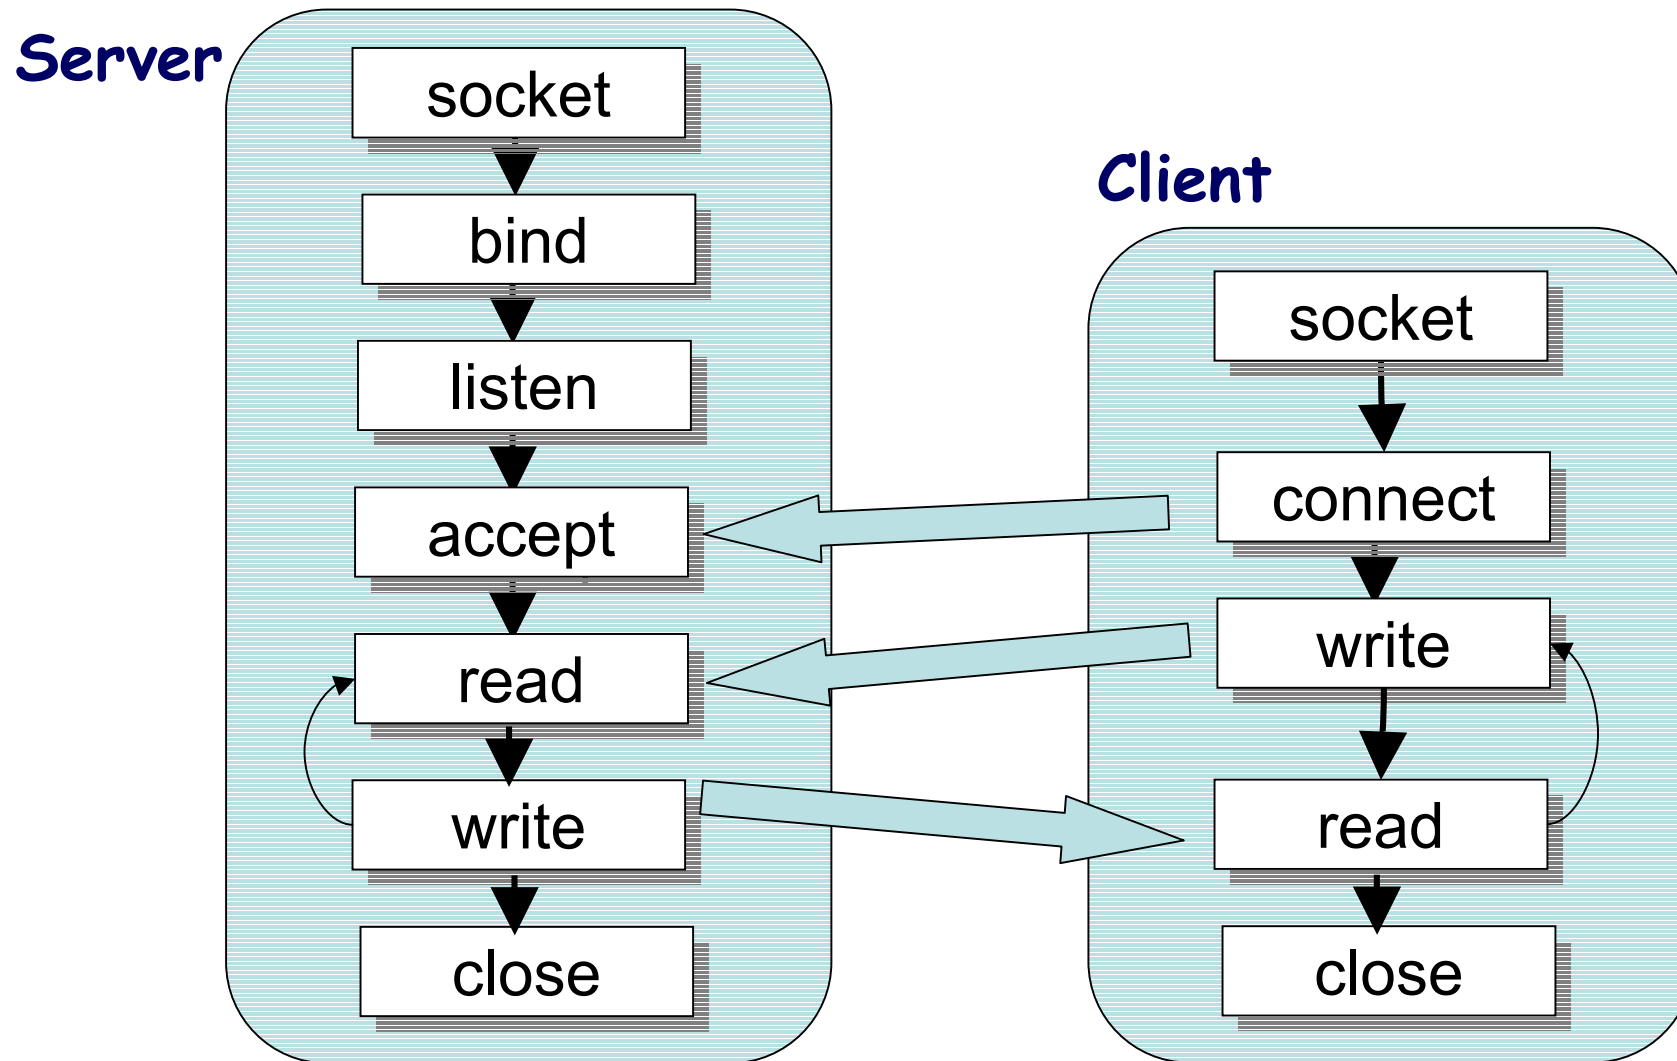 Server
socket
bind
listen
accept
read
write
close
Client
socket
connect
write
read
close